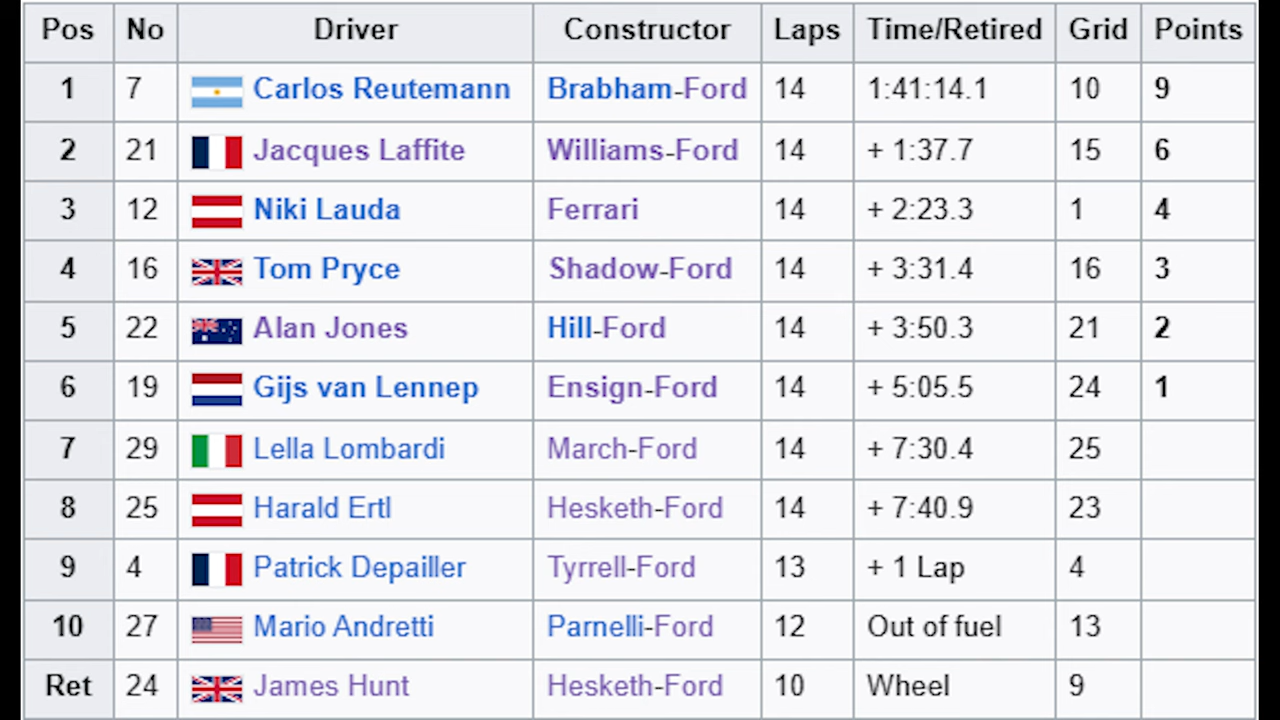 Pos No Driver Constructor Laps Time/Retired Grid Points
1 7 Carlos Reutemann Brabham-Ford 14 1:41:14.1 10 9
2 21 Jacques Laffite Williams-Ford 14 + 1:37.7 15 6
3 12 Niki Lauda Ferrari 14 + 2:23.3 1 4
4 16 Tom Pryce Shadow-Ford 14 + 3:31.4 16 3
5 22 Alan Jones Hill-Ford 14 + 3:50.3 21 2
6 19 Gijs van Lennep Ensign-Ford 14 + 5:05.5 24 1
7 29 Lella Lombardi March-Ford 14 + 7:30.4 25
8 25 Harald Ertl Hesketh-Ford 14 + 7:40.9 23
9 4 Patrick Depailler Tyrrell-Ford 13 + 1 Lap 4
10 27 Mario Andretti Parnelli-Ford 12 Out of fuel 13
Ret 24 James Hunt Hesketh-Ford 10 Wheel 9